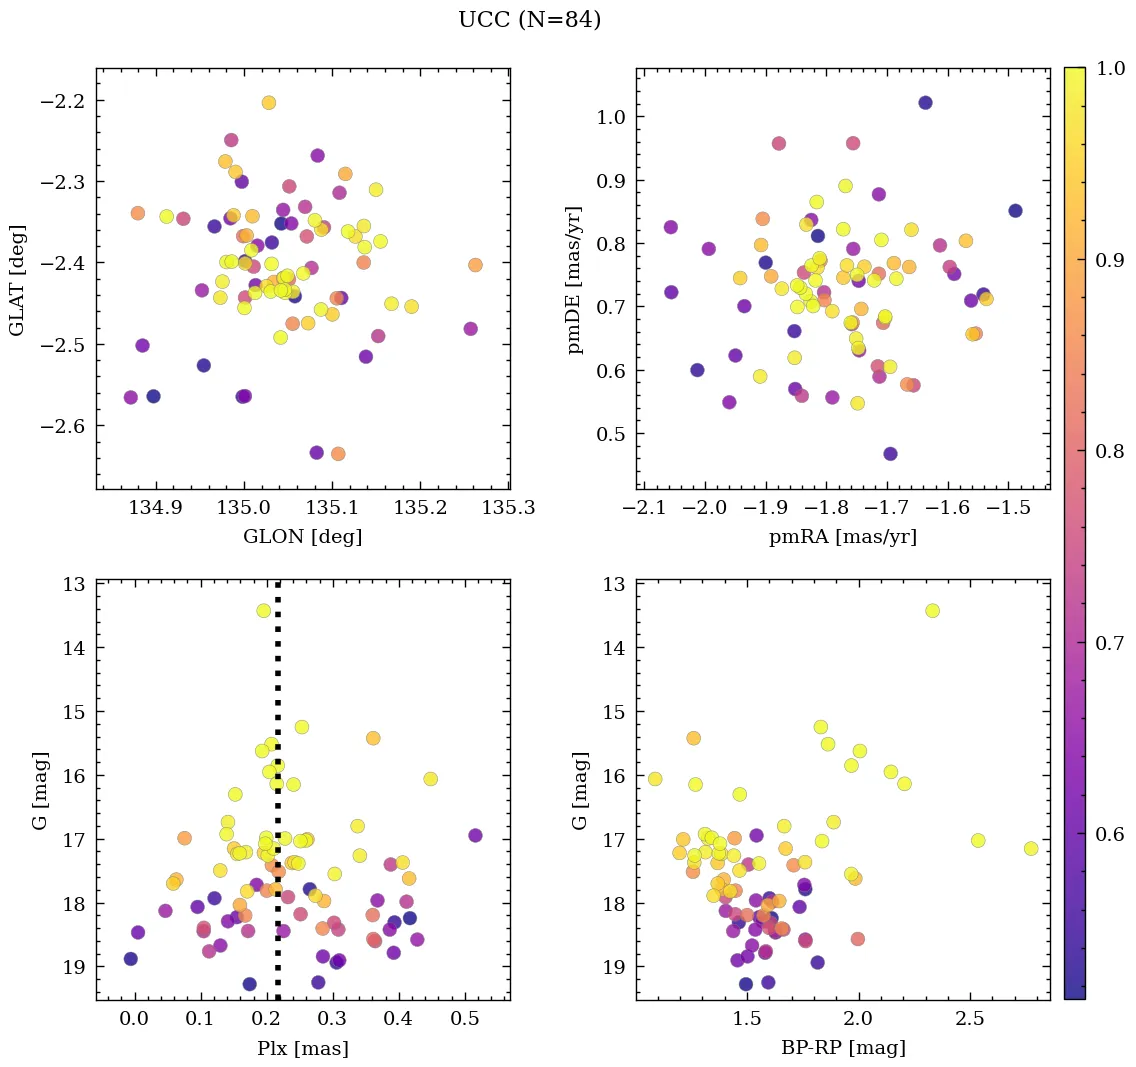 UCC (N=84)
−2.2
−2.3
−2.4
−2.5
−2.6
GLAT [deg]
134.9 135.0 135.1 135.2 135.3
GLON [deg]
1.0
0.9
0.8
0.7
0.6
0.5
pmDE [mas/yr]
−2.1 −2.0 −1.9 −1.8 −1.7 −1.6 −1.5
pmRA [mas/yr]
13
14
15
16
17
18
19
G [mag]
0.0 0.1 0.2 0.3 0.4 0.5
Plx [mas]
13
14
15
16
17
18
19
G [mag]
1.5 2.0 2.5
BP-RP [mag]
1.0
0.9
0.8
0.7
0.6